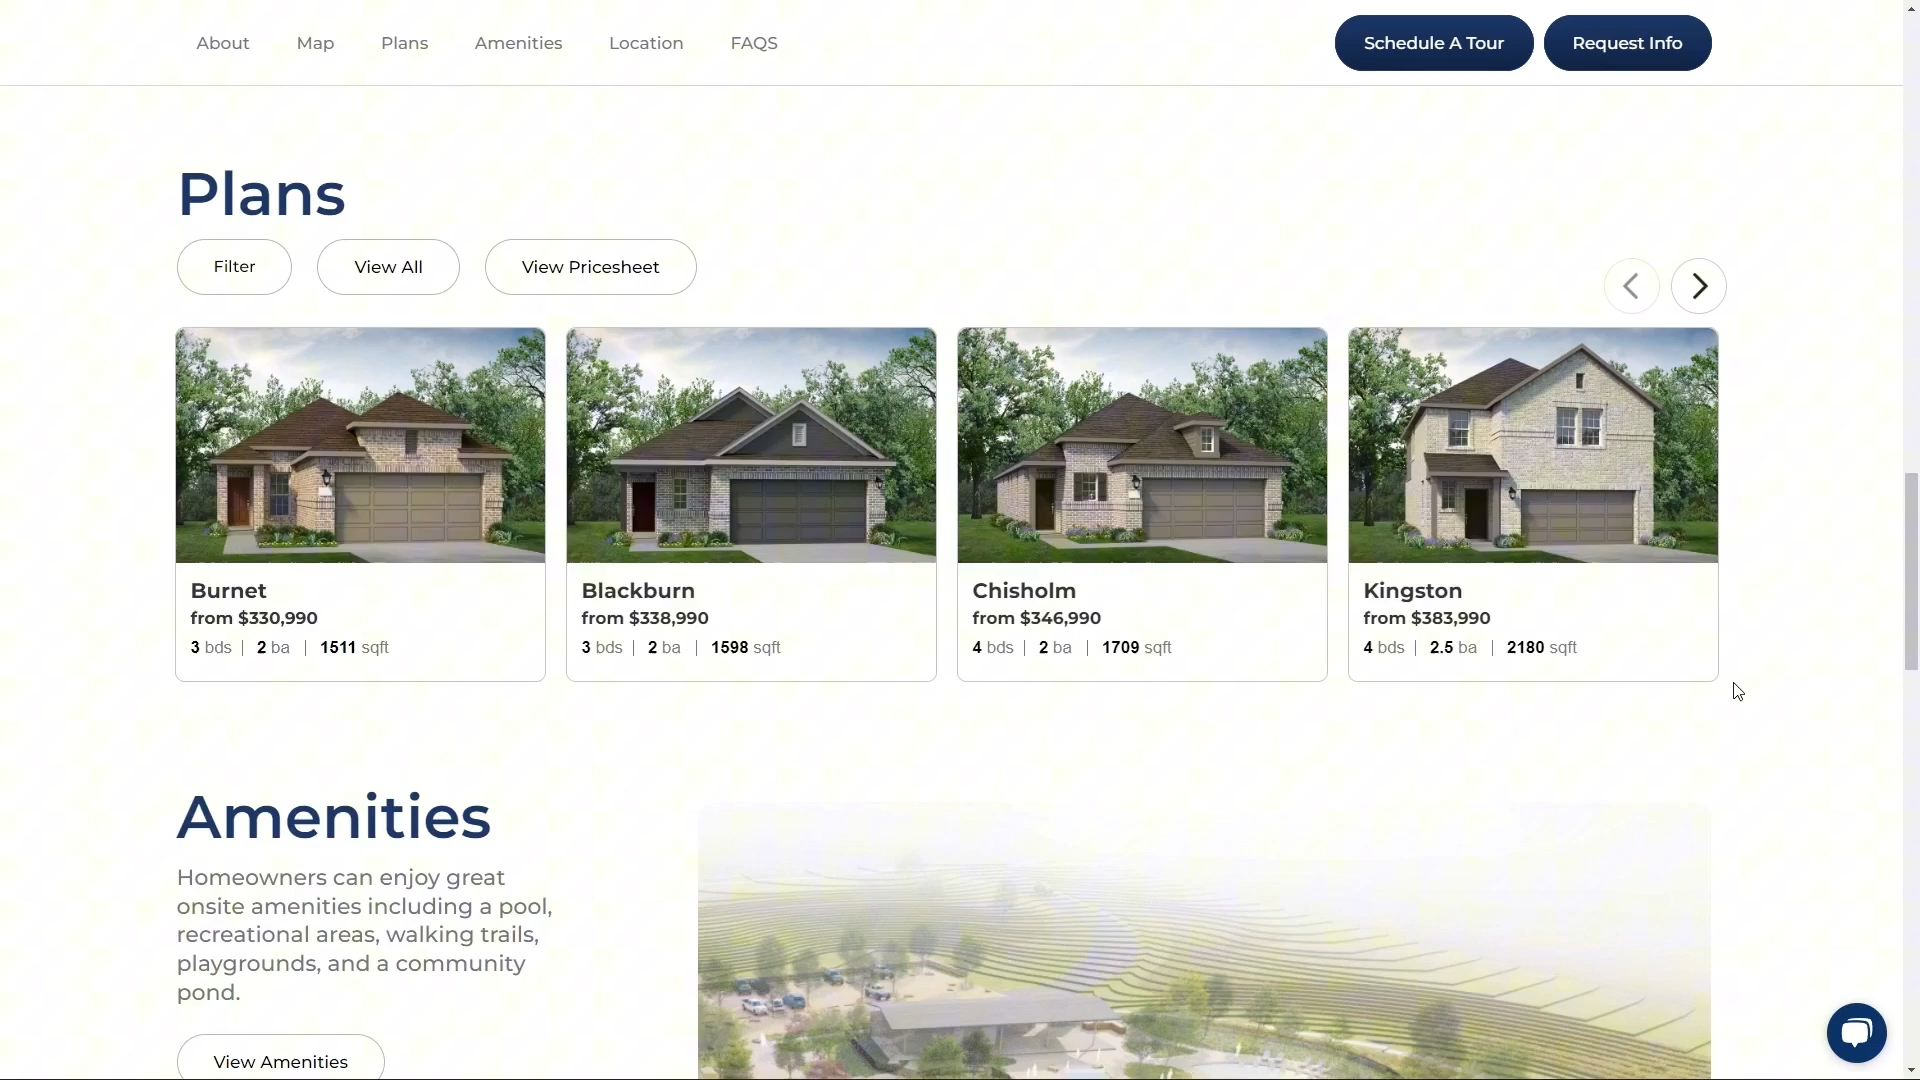 About Map Plans Amenities Location FAQS Schedule A Tour Request Info
Plans
Filter View All View Pricesheet
Burnet
from $330,990
3 bds | 2 ba | 1511 sqft
Blackburn
from $338,990
3 bds | 2 ba | 1598 sqft
Chisholm
from $346,990
4 bds | 2 ba | 1709 sqft
Kingston
from $383,990
4 bds | 2.5 ba | 2180 sqft
Amenities
Homeowners can enjoy great
onsite amenities including a pool,
recreational areas, walking trails,
playgrounds, and a community
pond.
View Amenities